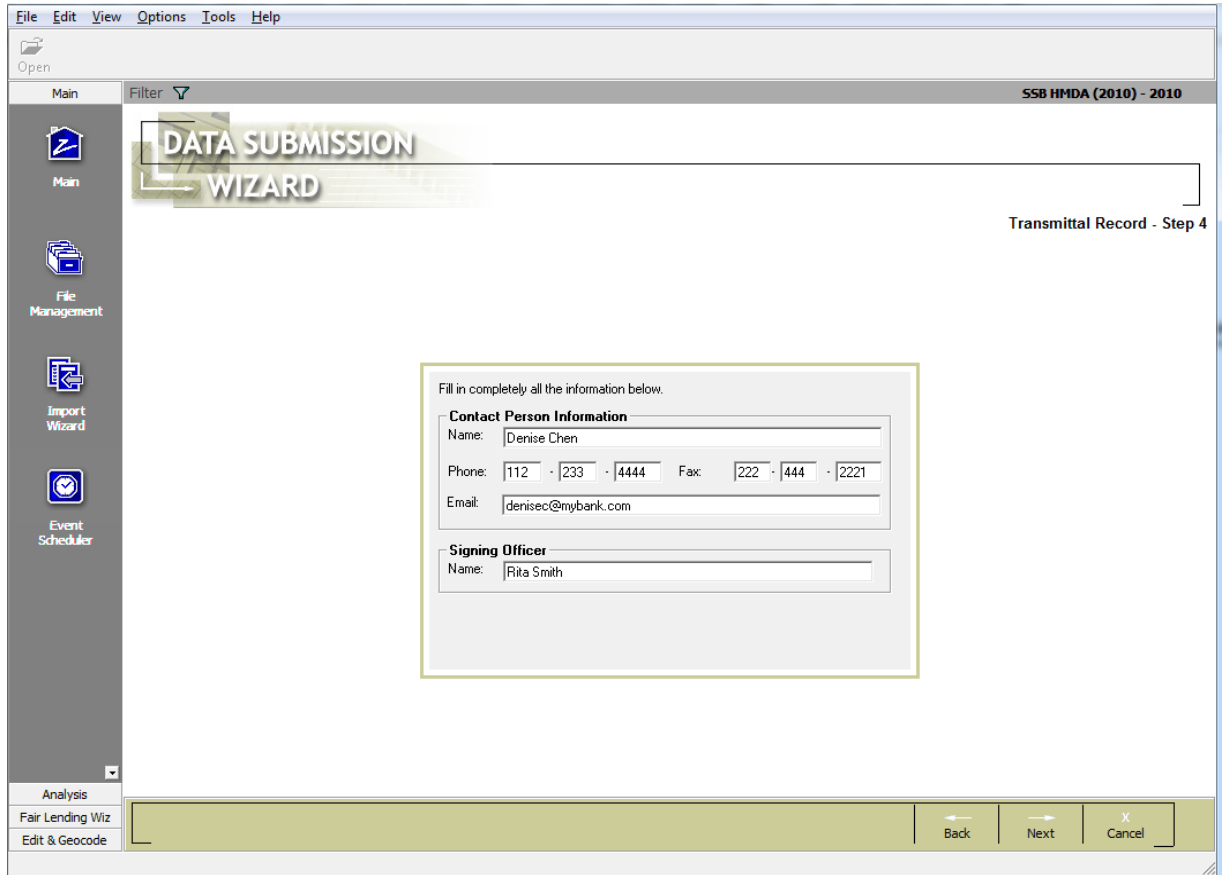 File Edit View Options Tools Help
Open
Main
Filter
SSB HMDA (2010) - 2010
DATA SUBMISSION
WIZARD
Transmittal Record - Step 4
Main
File
Management
Import
Wizard
Event
Scheduler
Fill in completely all the information below.
Contact Person Information
Name: Denise Chen
Phone: 112 - 233 - 4444 Fax: 222 - 444 - 2221
Email: denisec@mybank.com
Signing Officer
Name: Rita Smith
Analysis
Fair Lending Wiz
Edit & Geocode
Back
Next
X
Cancel